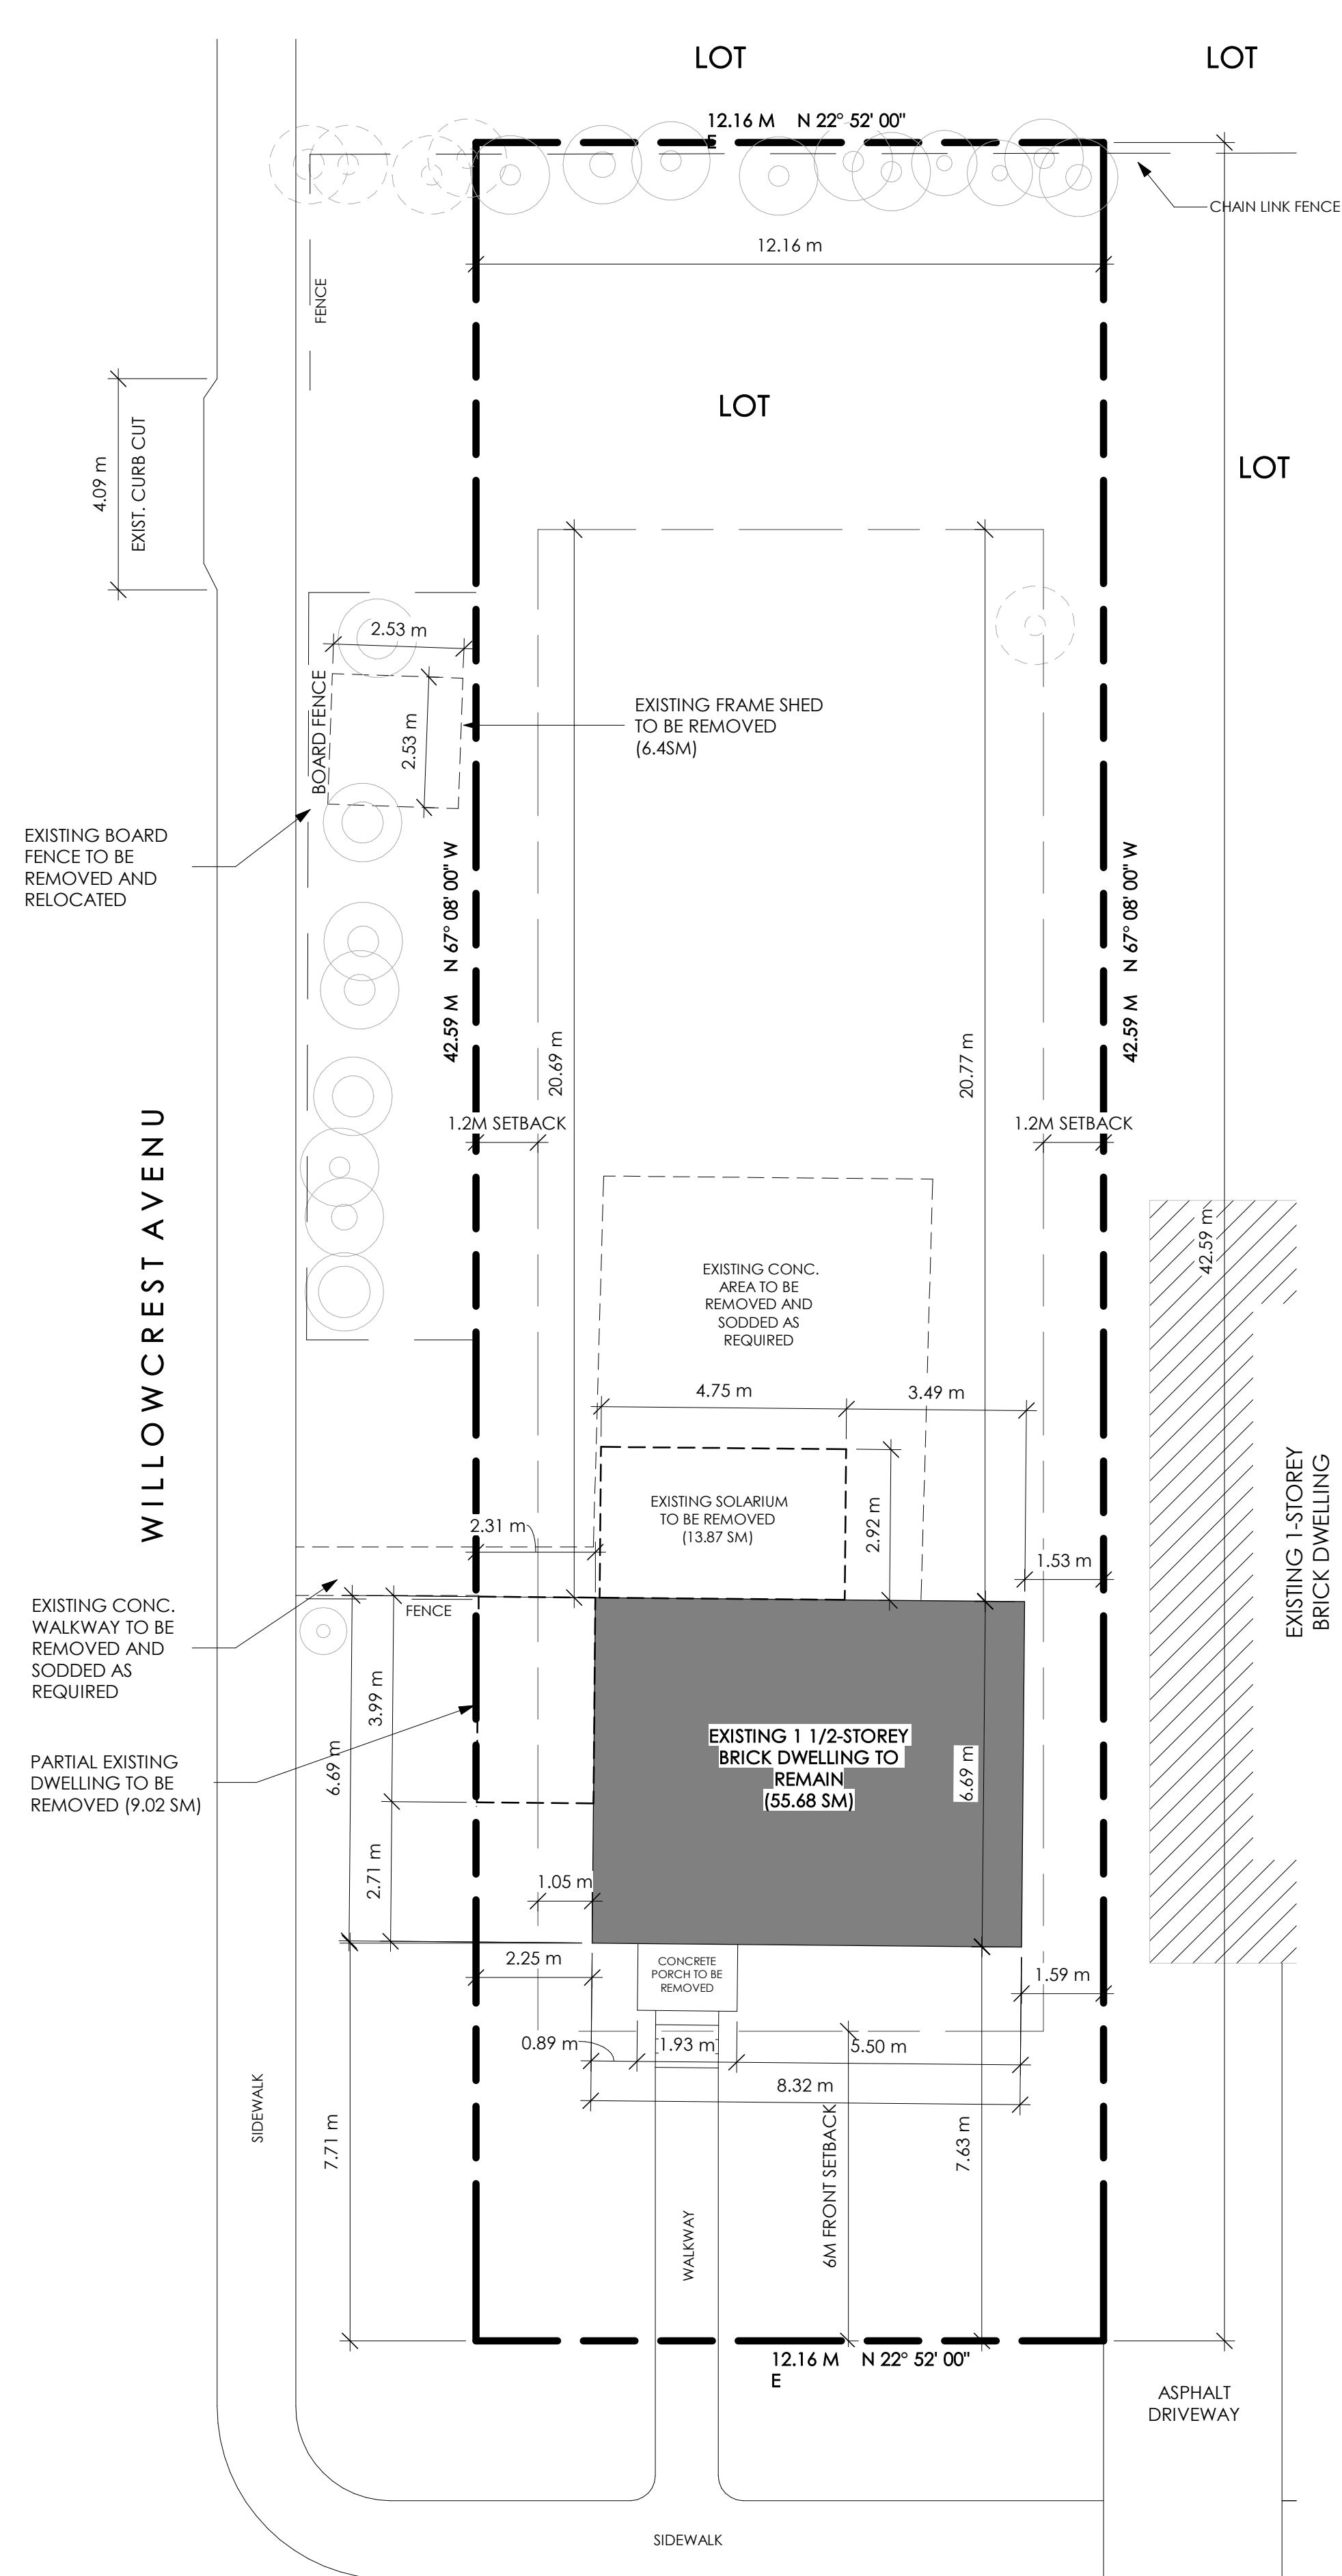 LOT
LOT
12.16 M N 22° 52' 00"
E
CHAIN LINK FENCE
12.16 m
FENCE
LOT
4.09 m
EXIST. CURB CUT
LOT
2.53 m
2.53 m
BOARD FENCE
EXISTING FRAME SHED
TO BE REMOVED
(6.4SM)
EXISTING BOARD
FENCE TO BE
REMOVED AND
RELOCATED
42.59 M N 67° 08' 00" W
42.59 M N 67° 08' 00" W
20.69 m
20.77 m
1.2M SETBACK
1.2M SETBACK
WILLOWCREST AVENU
42.59 m
EXISTING CONC.
AREA TO BE
REMOVED AND
SODDED AS
REQUIRED
4.75 m
3.49 m
EXISTING SOLARIUM
TO BE REMOVED
(13.87 SM)
2.92 m
2.31 m
1.53 m
EXISTING 1-STOREY
BRICK DWELLING
EXISTING CONC.
WALKWAY TO BE
REMOVED AND
SODDED AS
REQUIRED
FENCE
3.99 m
6.69 m
PARTIAL EXISTING
DWELLING TO BE
REMOVED (9.02 SM)
EXISTING 1 1/2-STOREY
BRICK DWELLING TO
REMAIN
(55.68 SM)
6.69 m
2.71 m
1.05 m
2.25 m
CONCRETE
PORCH TO BE
REMOVED
1.59 m
0.89 m
1.93 m
5.50 m
8.32 m
SIDEWALK
7.71 m
6M FRONT SETBACK
7.63 m
WALKWAY
12.16 M N 22° 52' 00"
E
ASPHALT
DRIVEWAY
SIDEWALK